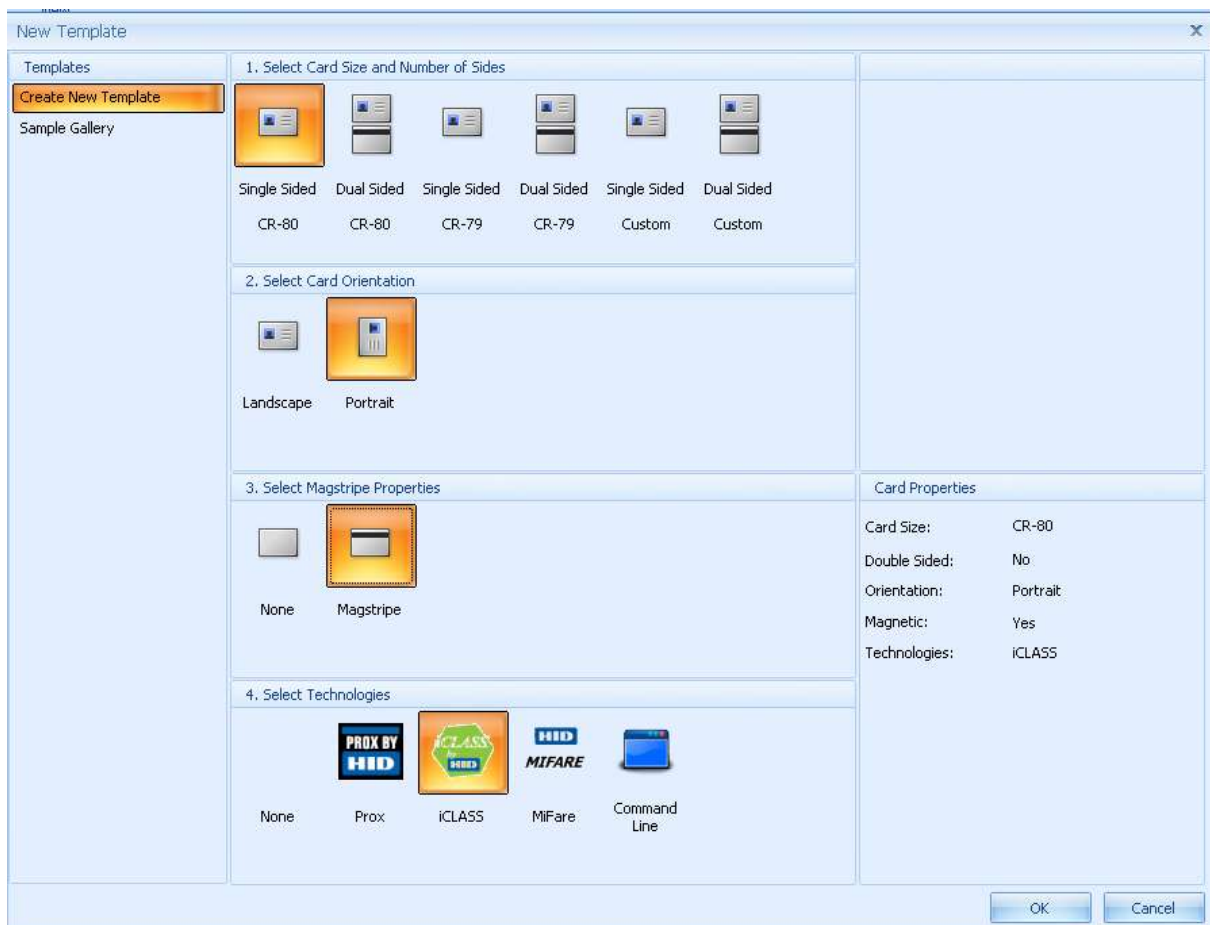 New Template
x
Templates
Create New Template
Sample Gallery
1. Select Card Size and Number of Sides
Single Sided Dual Sided Single Sided Dual Sided Single Sided Dual Sided
CR-80 CR-80 CR-79 CR-79 Custom Custom
2. Select Card Orientation
Landscape Portrait
3. Select Magstripe Properties
None Magstripe
4. Select Technologies
PROX BY
HID
iCLASS
by
HID
HID
MIFARE
None Prox iCLASS MiFare Command
Line
Card Properties
Card Size: CR-80
Double Sided: No
Orientation: Portrait
Magnetic: Yes
Technologies: iCLASS
OK Cancel